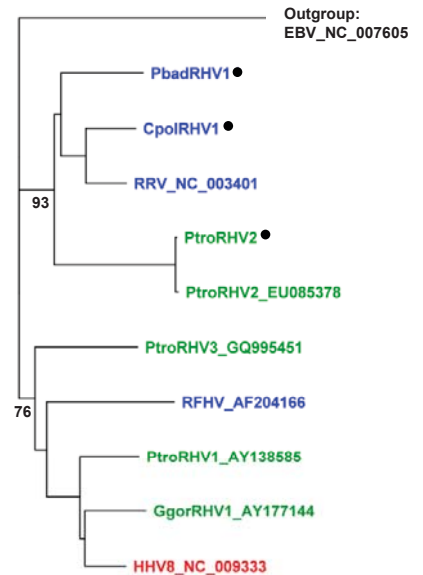 Outgroup:
EBV_NC_007605
PbadRHV1
CpolRHV1
RRV_NC_003401
93
PtroRHV2
PtroRHV2_EU085378
PtroRHV3_GQ995451
RFHV_AF204166
76
PtroRHV1_AY138585
GgorRHV1_AY177144
HHV8_NC_009333